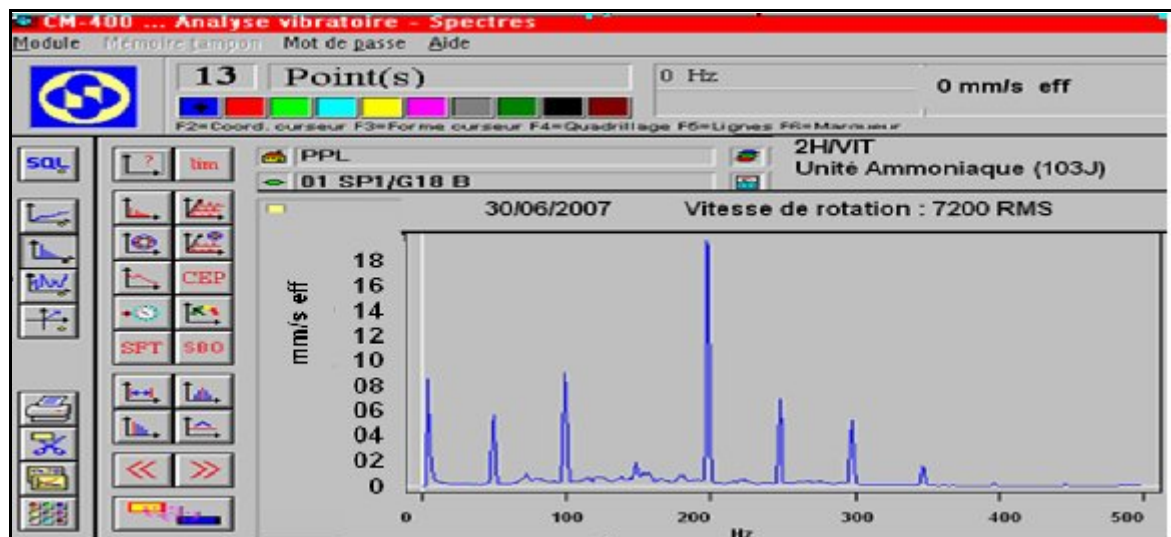 CM-400 ... Analyse vibratoire - Spectres
Module Mémoire tampon Mot de passe Aide
13 Point(s) 0 Hz 0 mm/s eff
F2=Coord. curseur F3=Forme curseur F4=Quadrillage F5=Lignes F6=Marqueur
SQL ? lim PPL 2H/VIT
Unité Ammoniaque (103J)
01 SP1/G18 B
30/06/2007 Vitesse de rotation : 7200 RMS
CEP
SFT SBO
mm/s eff
18
16
14
12
10
08
06
04
02
0
0 100 200 300 400 500
Hz